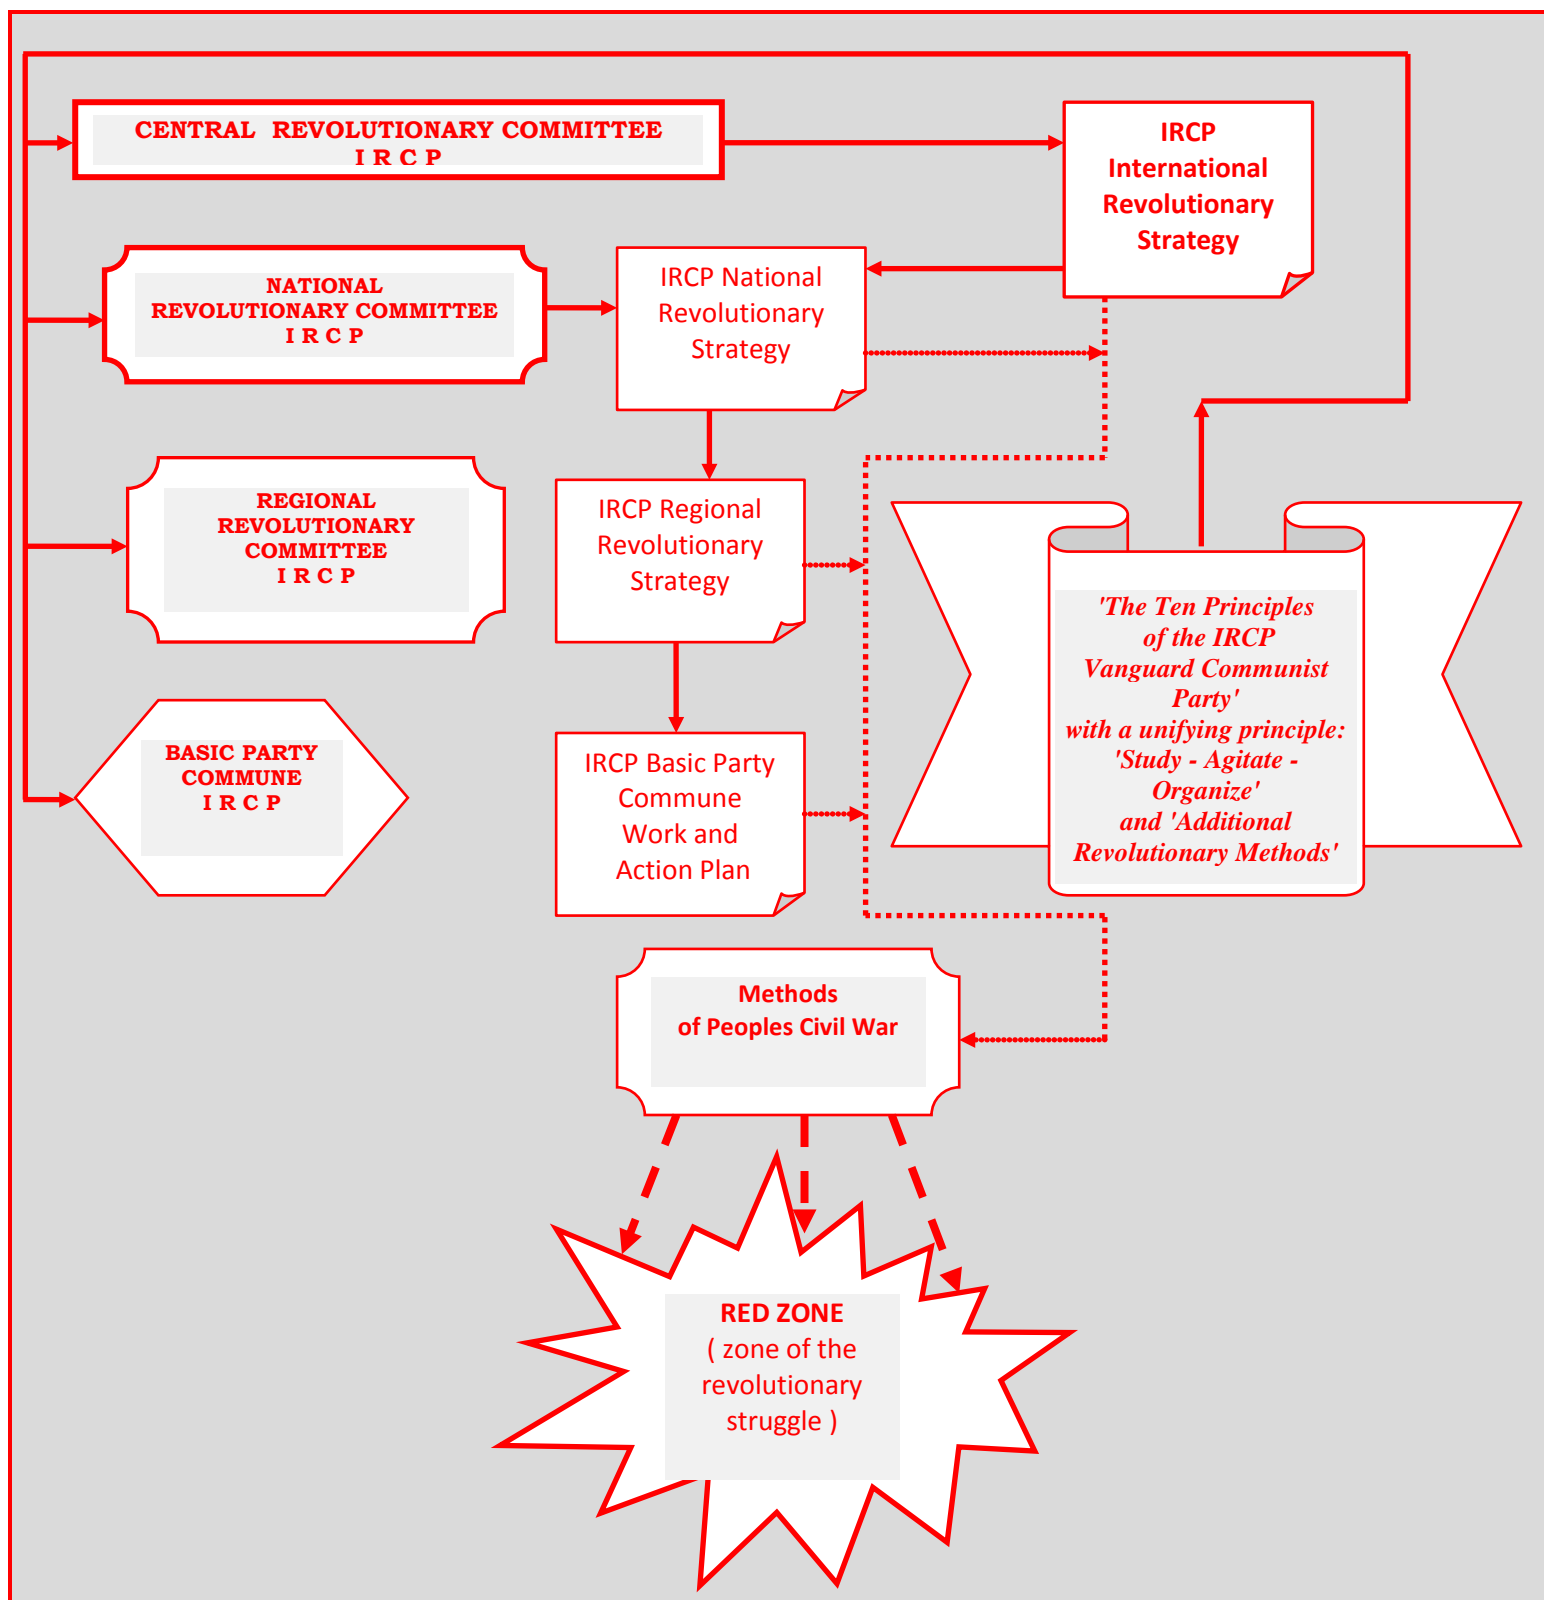 CENTRAL REVOLUTIONARY COMMITTEE
I R C P
IRCP
International
Revolutionary
Strategy
NATIONAL
REVOLUTIONARY COMMITTEE
I R C P
IRCP National
Revolutionary
Strategy
REGIONAL
REVOLUTIONARY
COMMITTEE
I R C P
IRCP Regional
Revolutionary
Strategy
'The Ten Principles
of the IRCP
Vanguard Communist
Party'
with a unifying principle:
'Study - Agitate -
Organize'
and 'Additional
Revolutionary Methods'
BASIC PARTY
COMMUNE
I R C P
IRCP Basic Party
Commune
Work and
Action Plan
Methods
of Peoples Civil War
RED ZONE
( zone of the
revolutionary
struggle )